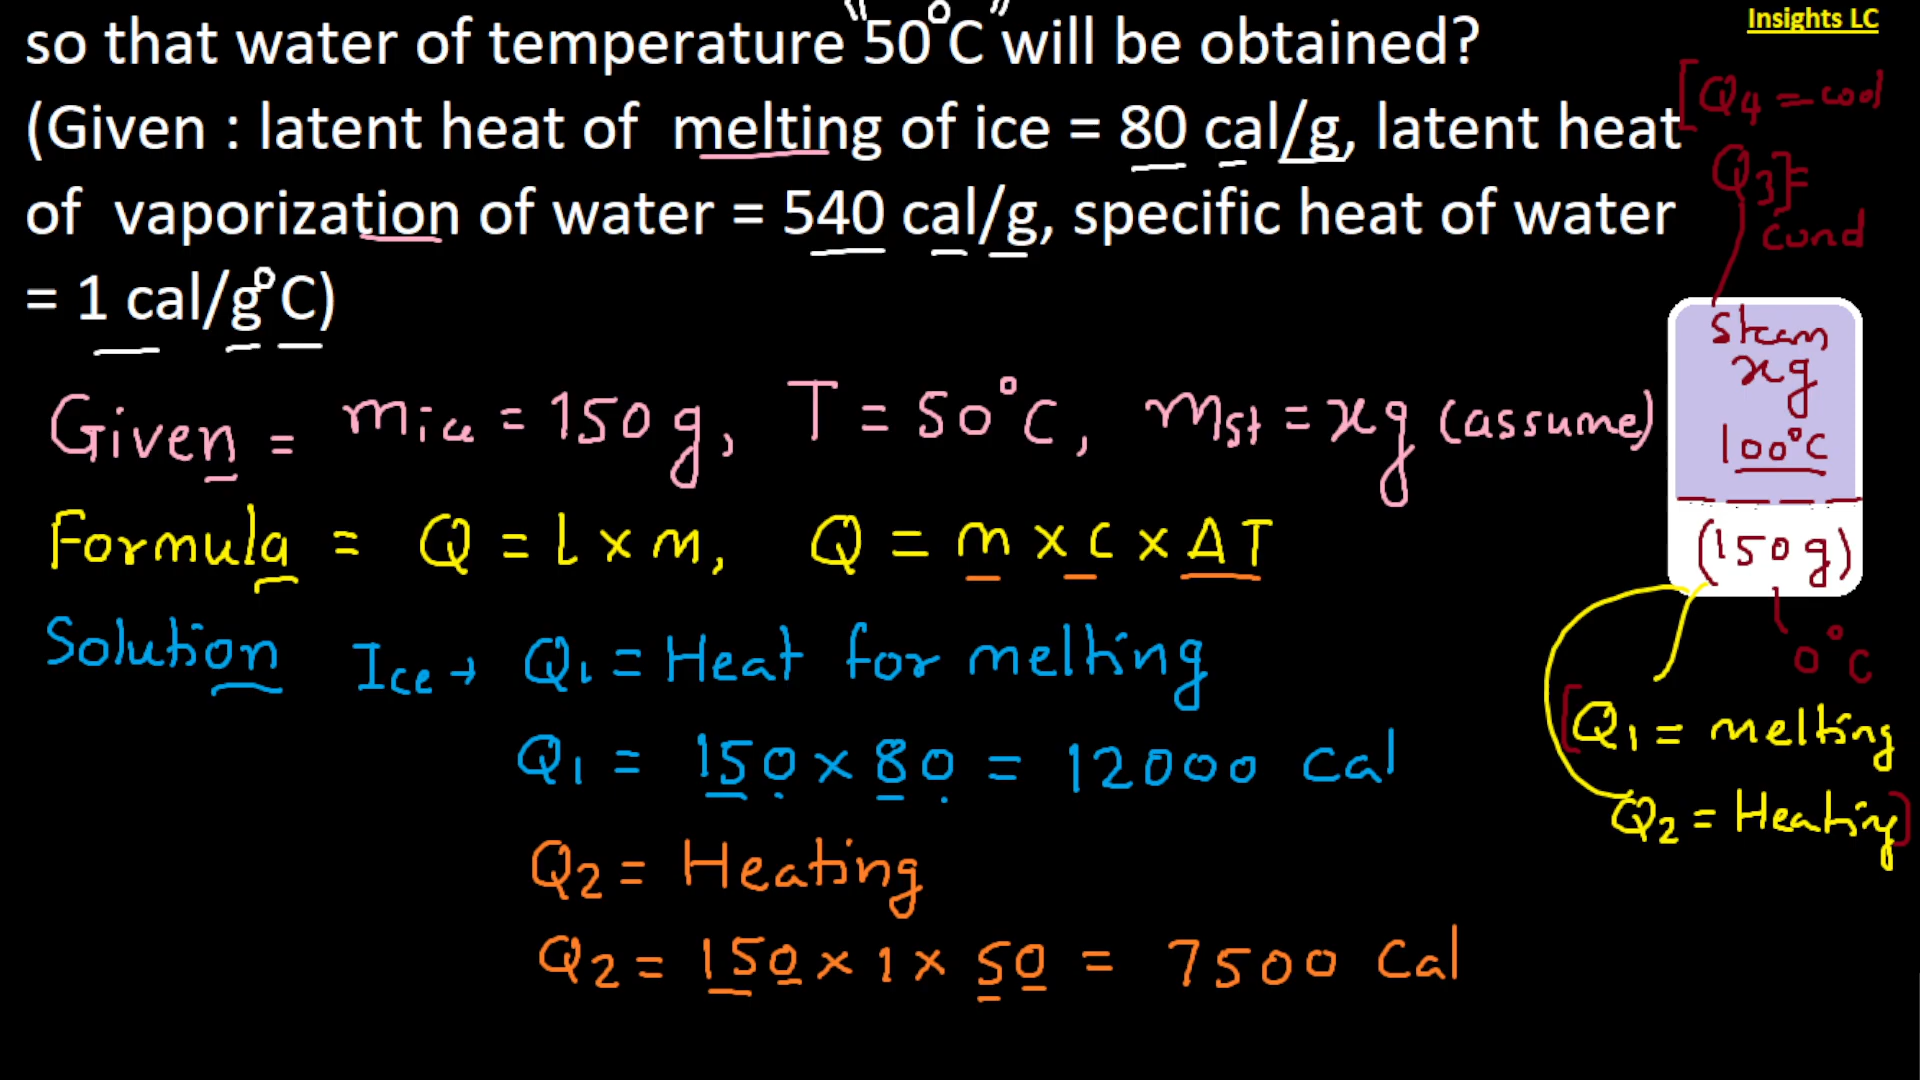 Insights LC
so that water of temperature "50°C" will be obtained?
(Given : latent heat of melting of ice = 80 cal/g, latent heat
of vaporization of water = 540 cal/g, specific heat of water
= 1 cal/g°C)
[Q4 = cool
Q3] =
cond
steam
xg
100°C
(150g)
0°C
[Q1 = melting
Q2 = Heating]
Given = mice = 150g, T = 50°C, mst = xg (assume)
Formula = Q = L × m, Q = m × c × ΔT
Solution Ice → Q1 = Heat for melting
Q1 = 150 × 80 = 12000 Cal
Q2 = Heating
Q2 = 150 × 1 × 50 = 7500 Cal